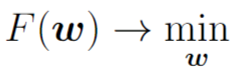 F(w) → min
w